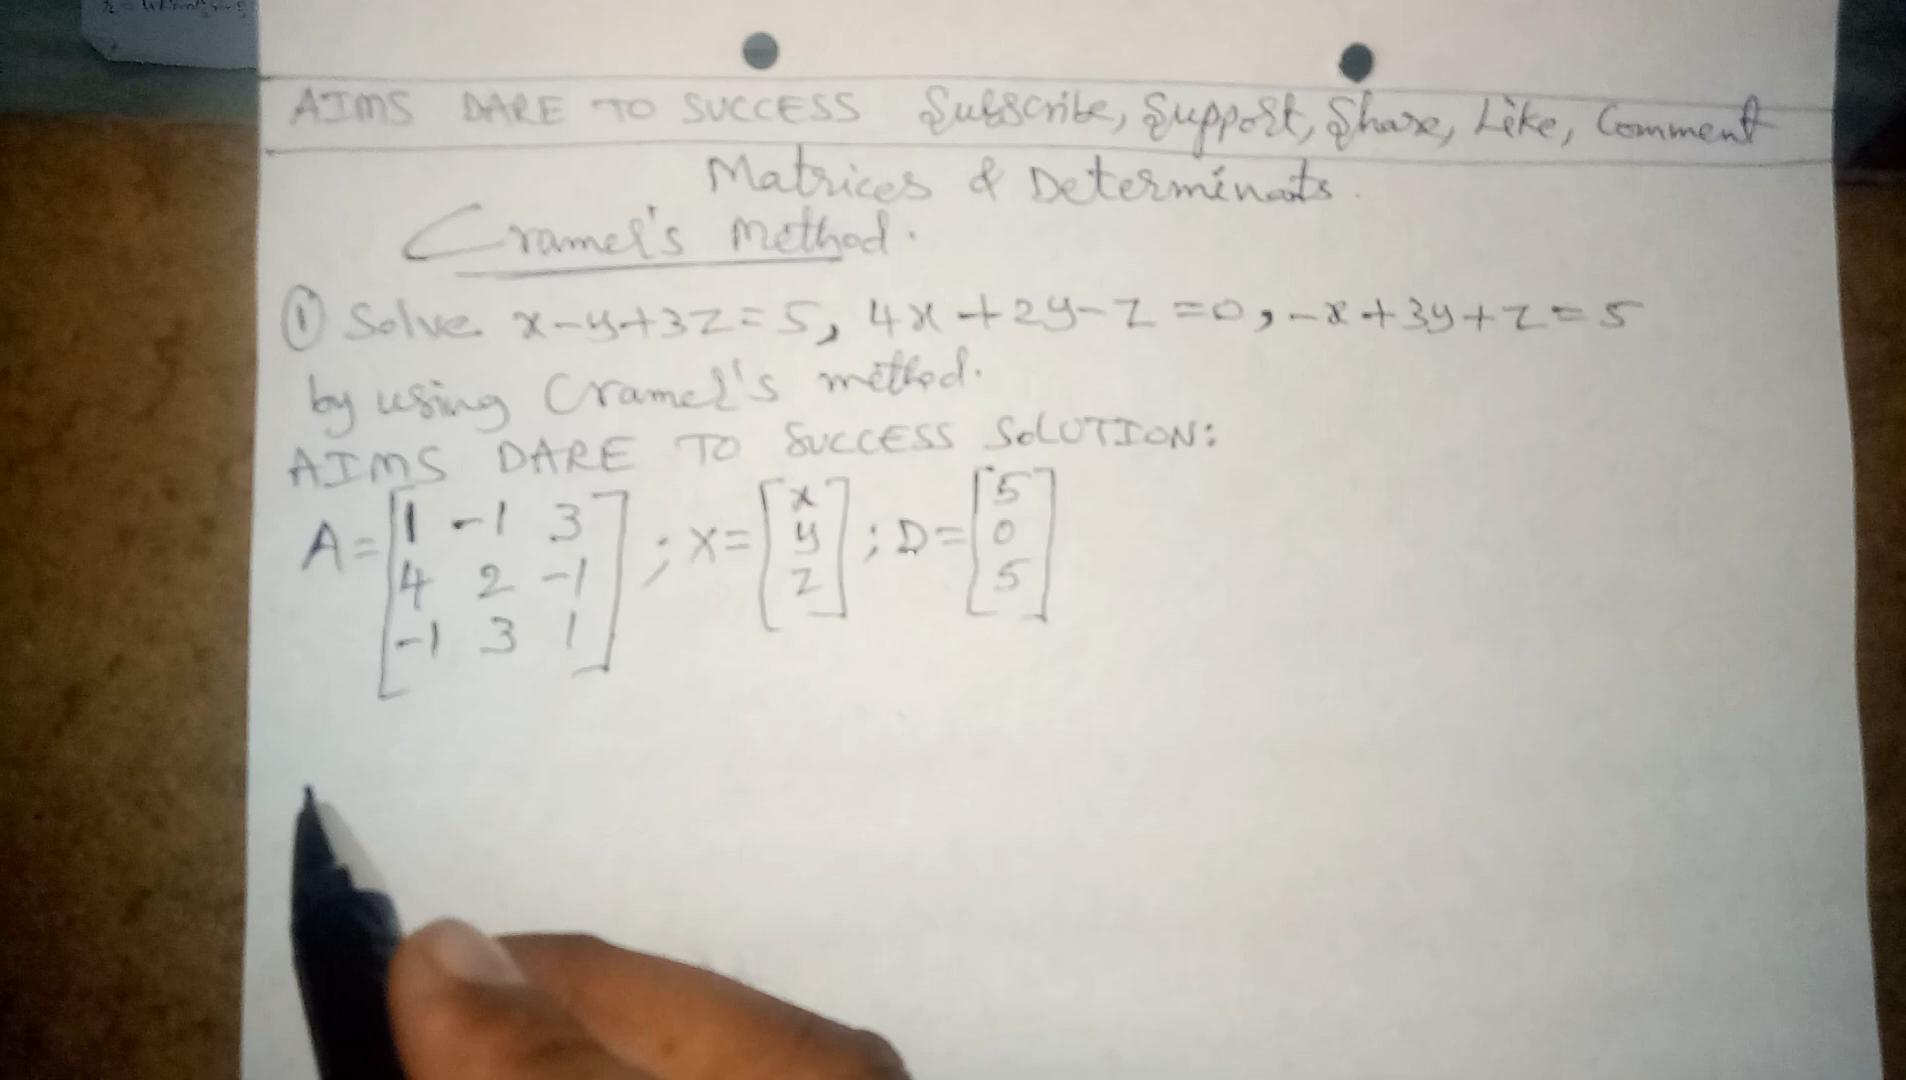 AIMS DARE TO SUCCESS Subscribe, Support, Share, Like, Comment
Matrices & Determinats.
Cramer's Method.
① Solve x-y+3z=5, 4x+2y-z=0, -x+3y+z=5
by using Cramer's method.
AIMS DARE TO SUCCESS SOLUTION:
A=[1 -1 3; X=[x; D=[5
4 2 -1 y 0
-1 3 1] z] 5]